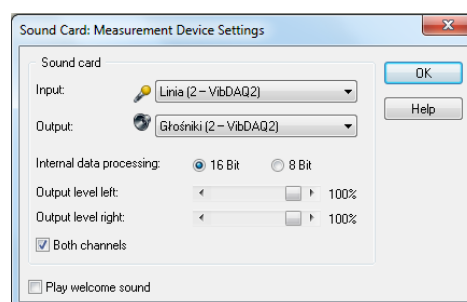 Sound Card: Measurement Device Settings
Sound card
OK
Input: Linia (2 – VibDAQ2)
Help
Output: Głośniki (2 – VibDAQ2)
Internal data processing: 16 Bit 8 Bit
Output level left: 100%
Output level right: 100%
Both channels
Play welcome sound